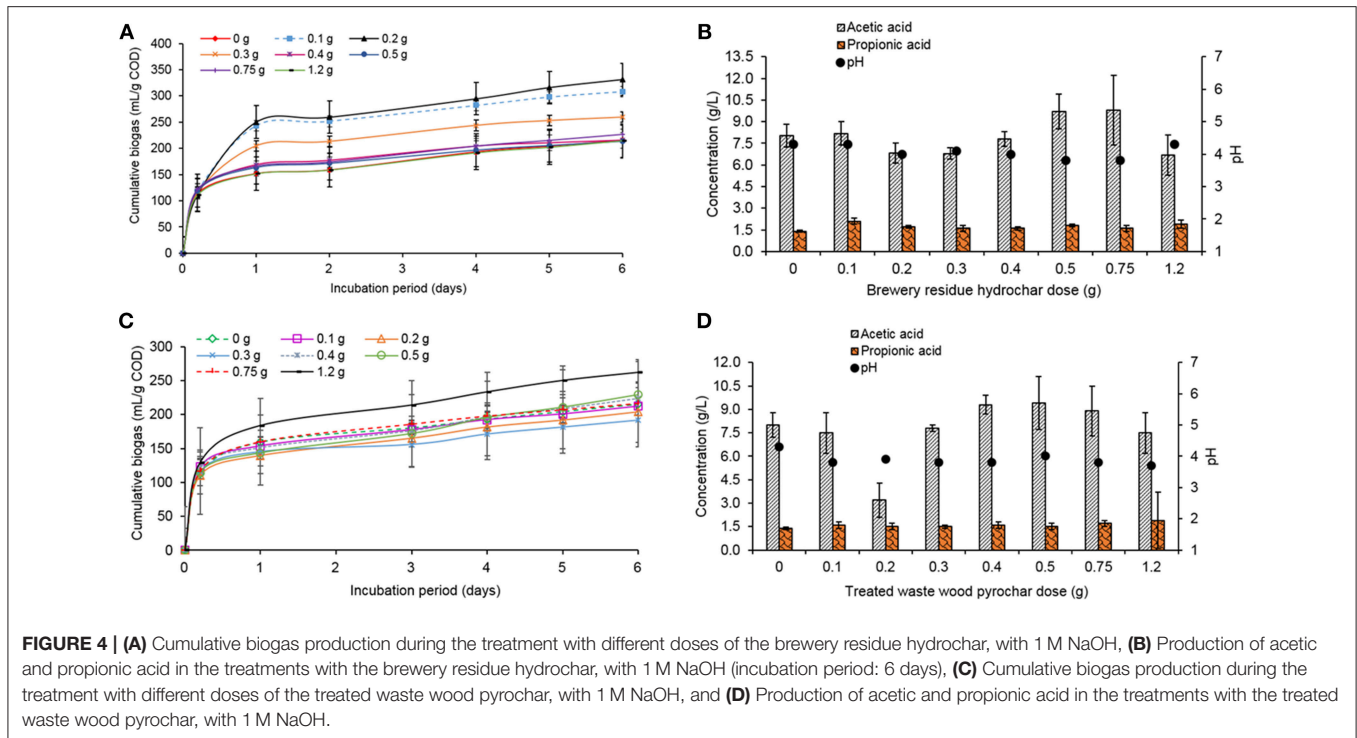 A
0 g 0.1 g 0.2 g
0.3 g 0.4 g 0.5 g
0.75 g 1.2 g
Cumulative biogas (mL/g COD)
400
350
300
250
200
150
100
50
0
0 1 2 3 4 5 6
Incubation period (days)
B
Acetic acid
Propionic acid
pH
Concentration (g/L)
13.5
12.0
10.5
9.0
7.5
6.0
4.5
3.0
1.5
0.0
7
6
5
4
3
2
1
pH
0 0.1 0.2 0.3 0.4 0.5 0.75 1.2
Brewery residue hydrochar dose (g)
C
0 g 0.1 g 0.2 g
0.3 g 0.4 g 0.5 g
0.75 g 1.2 g
Cumulative biogas (mL/g COD)
300
250
200
150
100
50
0
0 1 2 3 4 5 6
Incubation period (days)
D
Acetic acid
Propionic acid
pH
Concentration (g/L)
12.0
10.5
9.0
7.5
6.0
4.5
3.0
1.5
0.0
7
6
5
4
3
2
1
pH
0 0.1 0.2 0.3 0.4 0.5 0.75 1.2
Treated waste wood pyrochar dose (g)
FIGURE 4 | (A) Cumulative biogas production during the treatment with different doses of the brewery residue hydrochar, with 1 M NaOH, (B) Production of acetic
and propionic acid in the treatments with the brewery residue hydrochar, with 1 M NaOH (incubation period: 6 days), (C) Cumulative biogas production during the
treatment with different doses of the treated waste wood pyrochar, with 1 M NaOH, and (D) Production of acetic and propionic acid in the treatments with the treated
waste wood pyrochar, with 1 M NaOH.